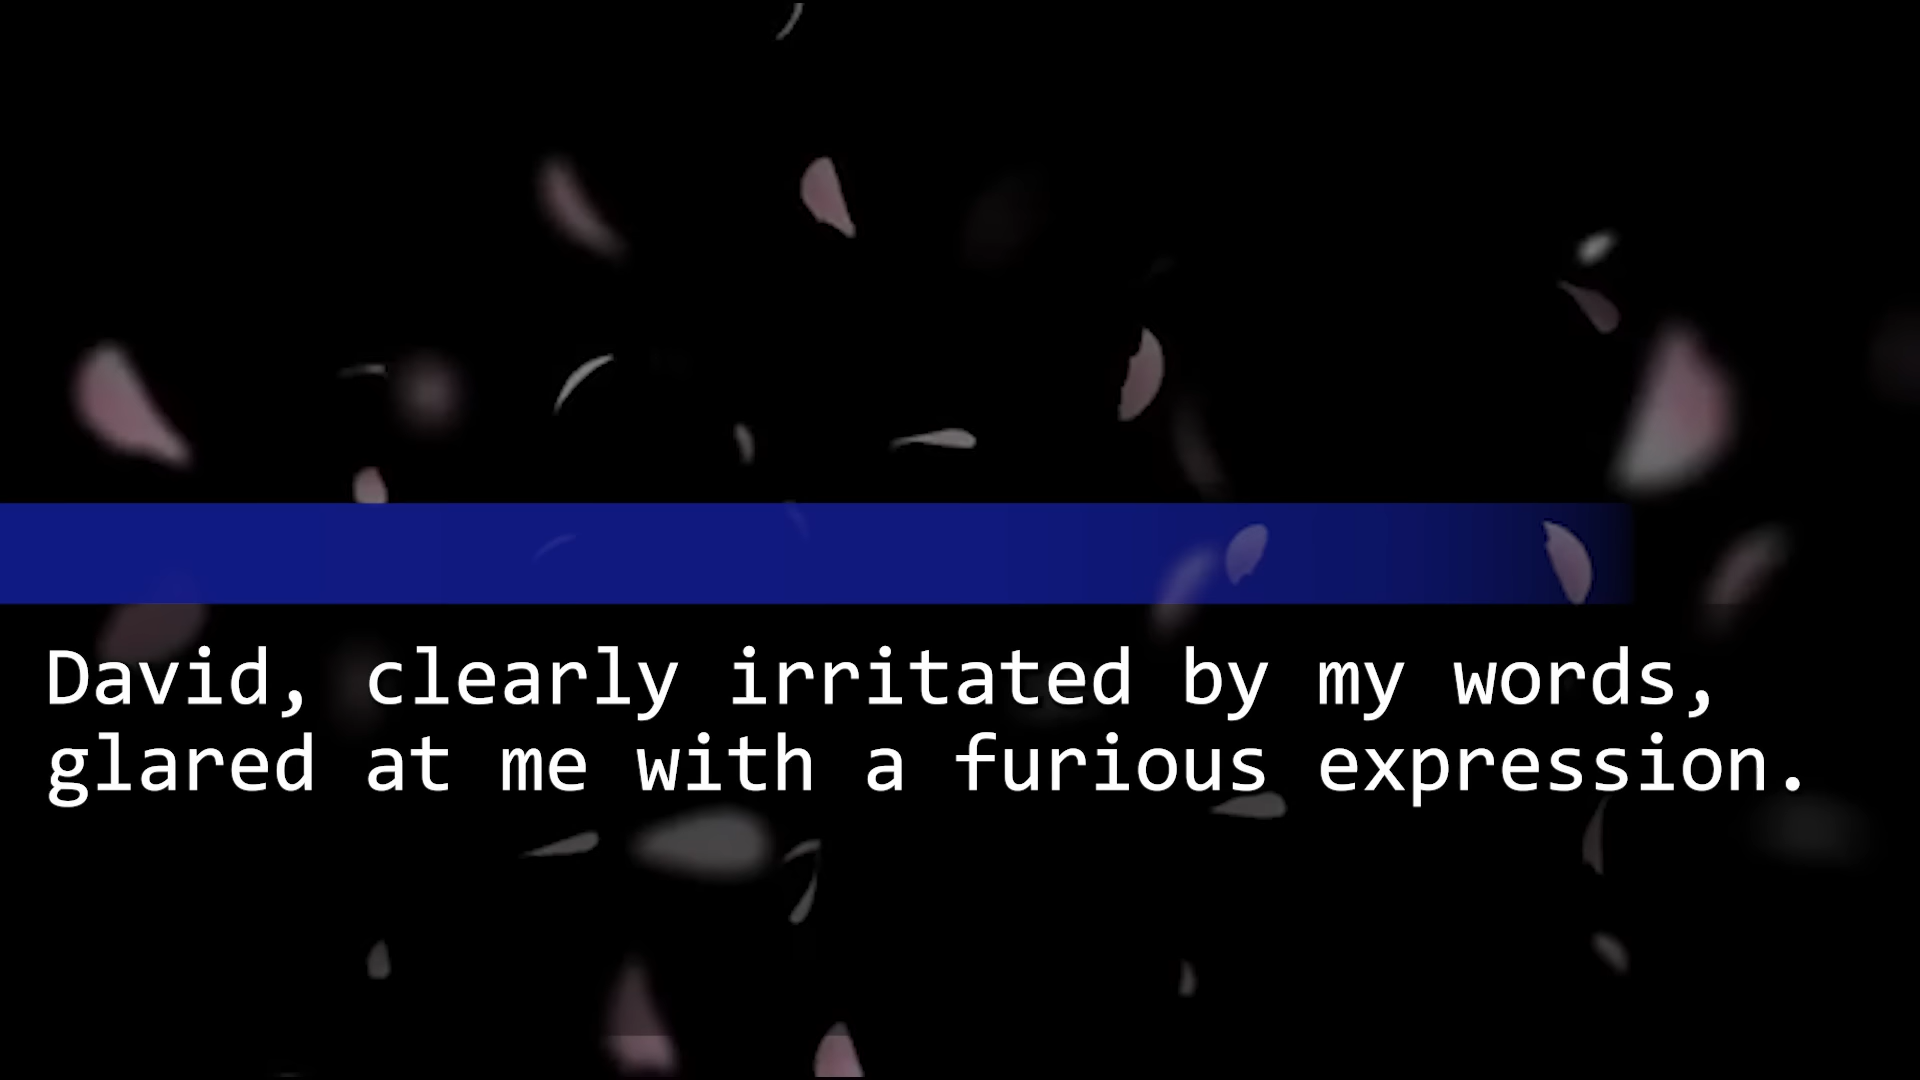 David, clearly irritated by my words,
glared at me with a furious expression.